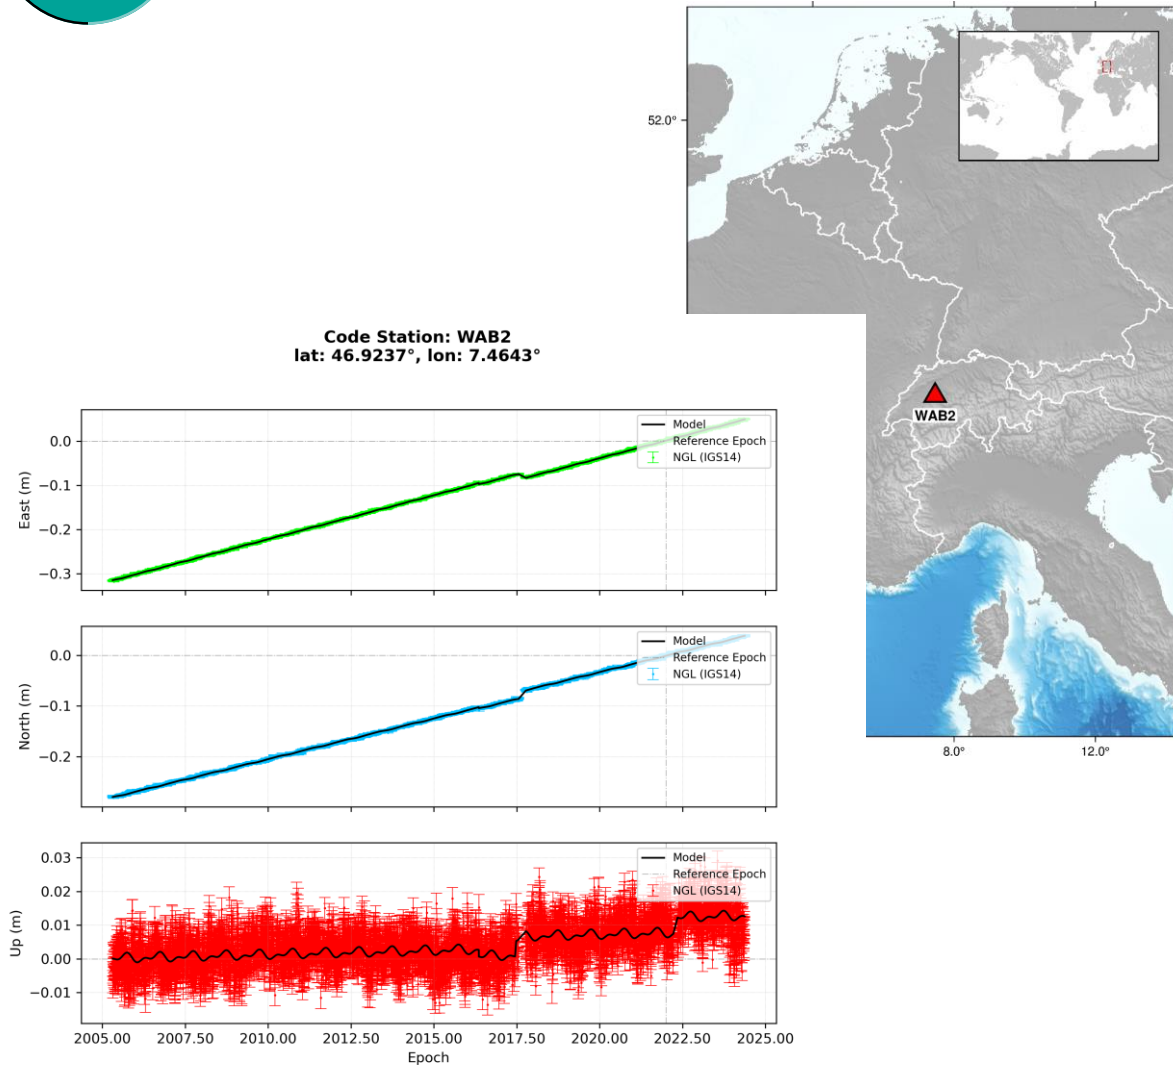 52.0°
WAB2
8.0°
12.0°
Code Station: WAB2
lat: 46.9237°, lon: 7.4643°
East (m)
0.0
−0.1
−0.2
−0.3
Model
Reference Epoch
NGL (IGS14)
North (m)
0.0
−0.1
−0.2
Model
Reference Epoch
NGL (IGS14)
Up (m)
0.03
0.02
0.01
0.00
−0.01
Model
Reference Epoch
NGL (IGS14)
2005.00 2007.50 2010.00 2012.50 2015.00 2017.50 2020.00 2022.50 2025.00
Epoch